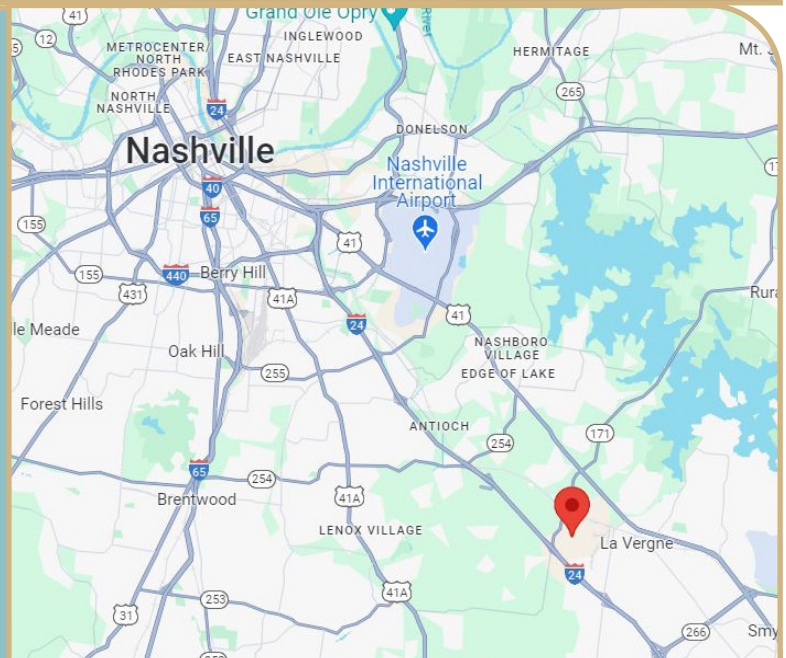 41
Grand Ole Opry
River
INGLEWOOD
12
METROCENTER/
NORTH
RHODES PARK
EAST NASHVILLE
HERMITAGE
Mt.
265
NORTH
NASHVILLE
24
DONELSON
Nashville
Nashville
International
Airport
40
65
155
41
155
440
Berry Hill
431
41A
24
41
le Meade
Oak Hill
NASHBORO
VILLAGE
EDGE OF LAKE
255
Forest Hills
ANTIOCH
171
254
65
254
Brentwood
41A
LENOX VILLAGE
La Vergne
24
41A
253
31
266
Smy